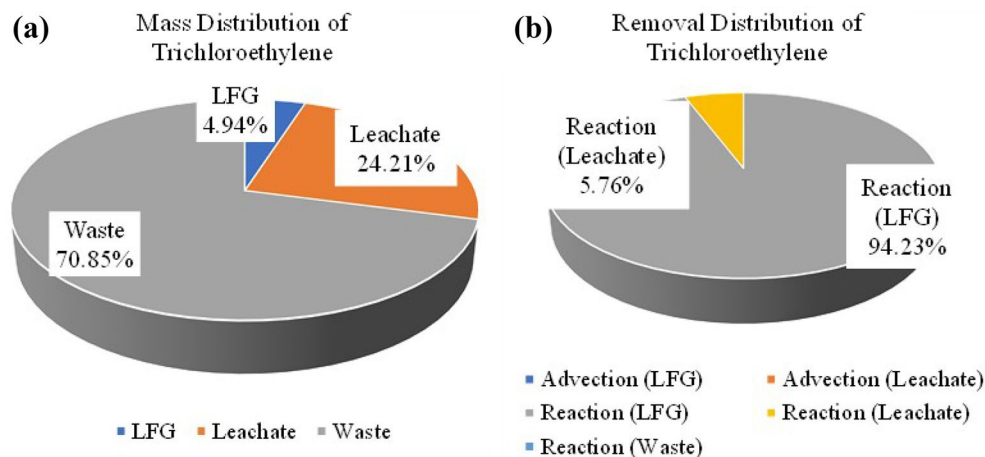 (a)
Mass Distribution of
Trichloroethylene
LFG
4.94%
Leachate
24.21%
Waste
70.85%
LFG Leachate Waste
(b)
Removal Distribution of
Trichloroethylene
Reaction
(Leachate)
5.76%
Reaction
(LFG)
94.23%
Advection (LFG) Advection (Leachate)
Reaction (LFG) Reaction (Leachate)
Reaction (Waste)